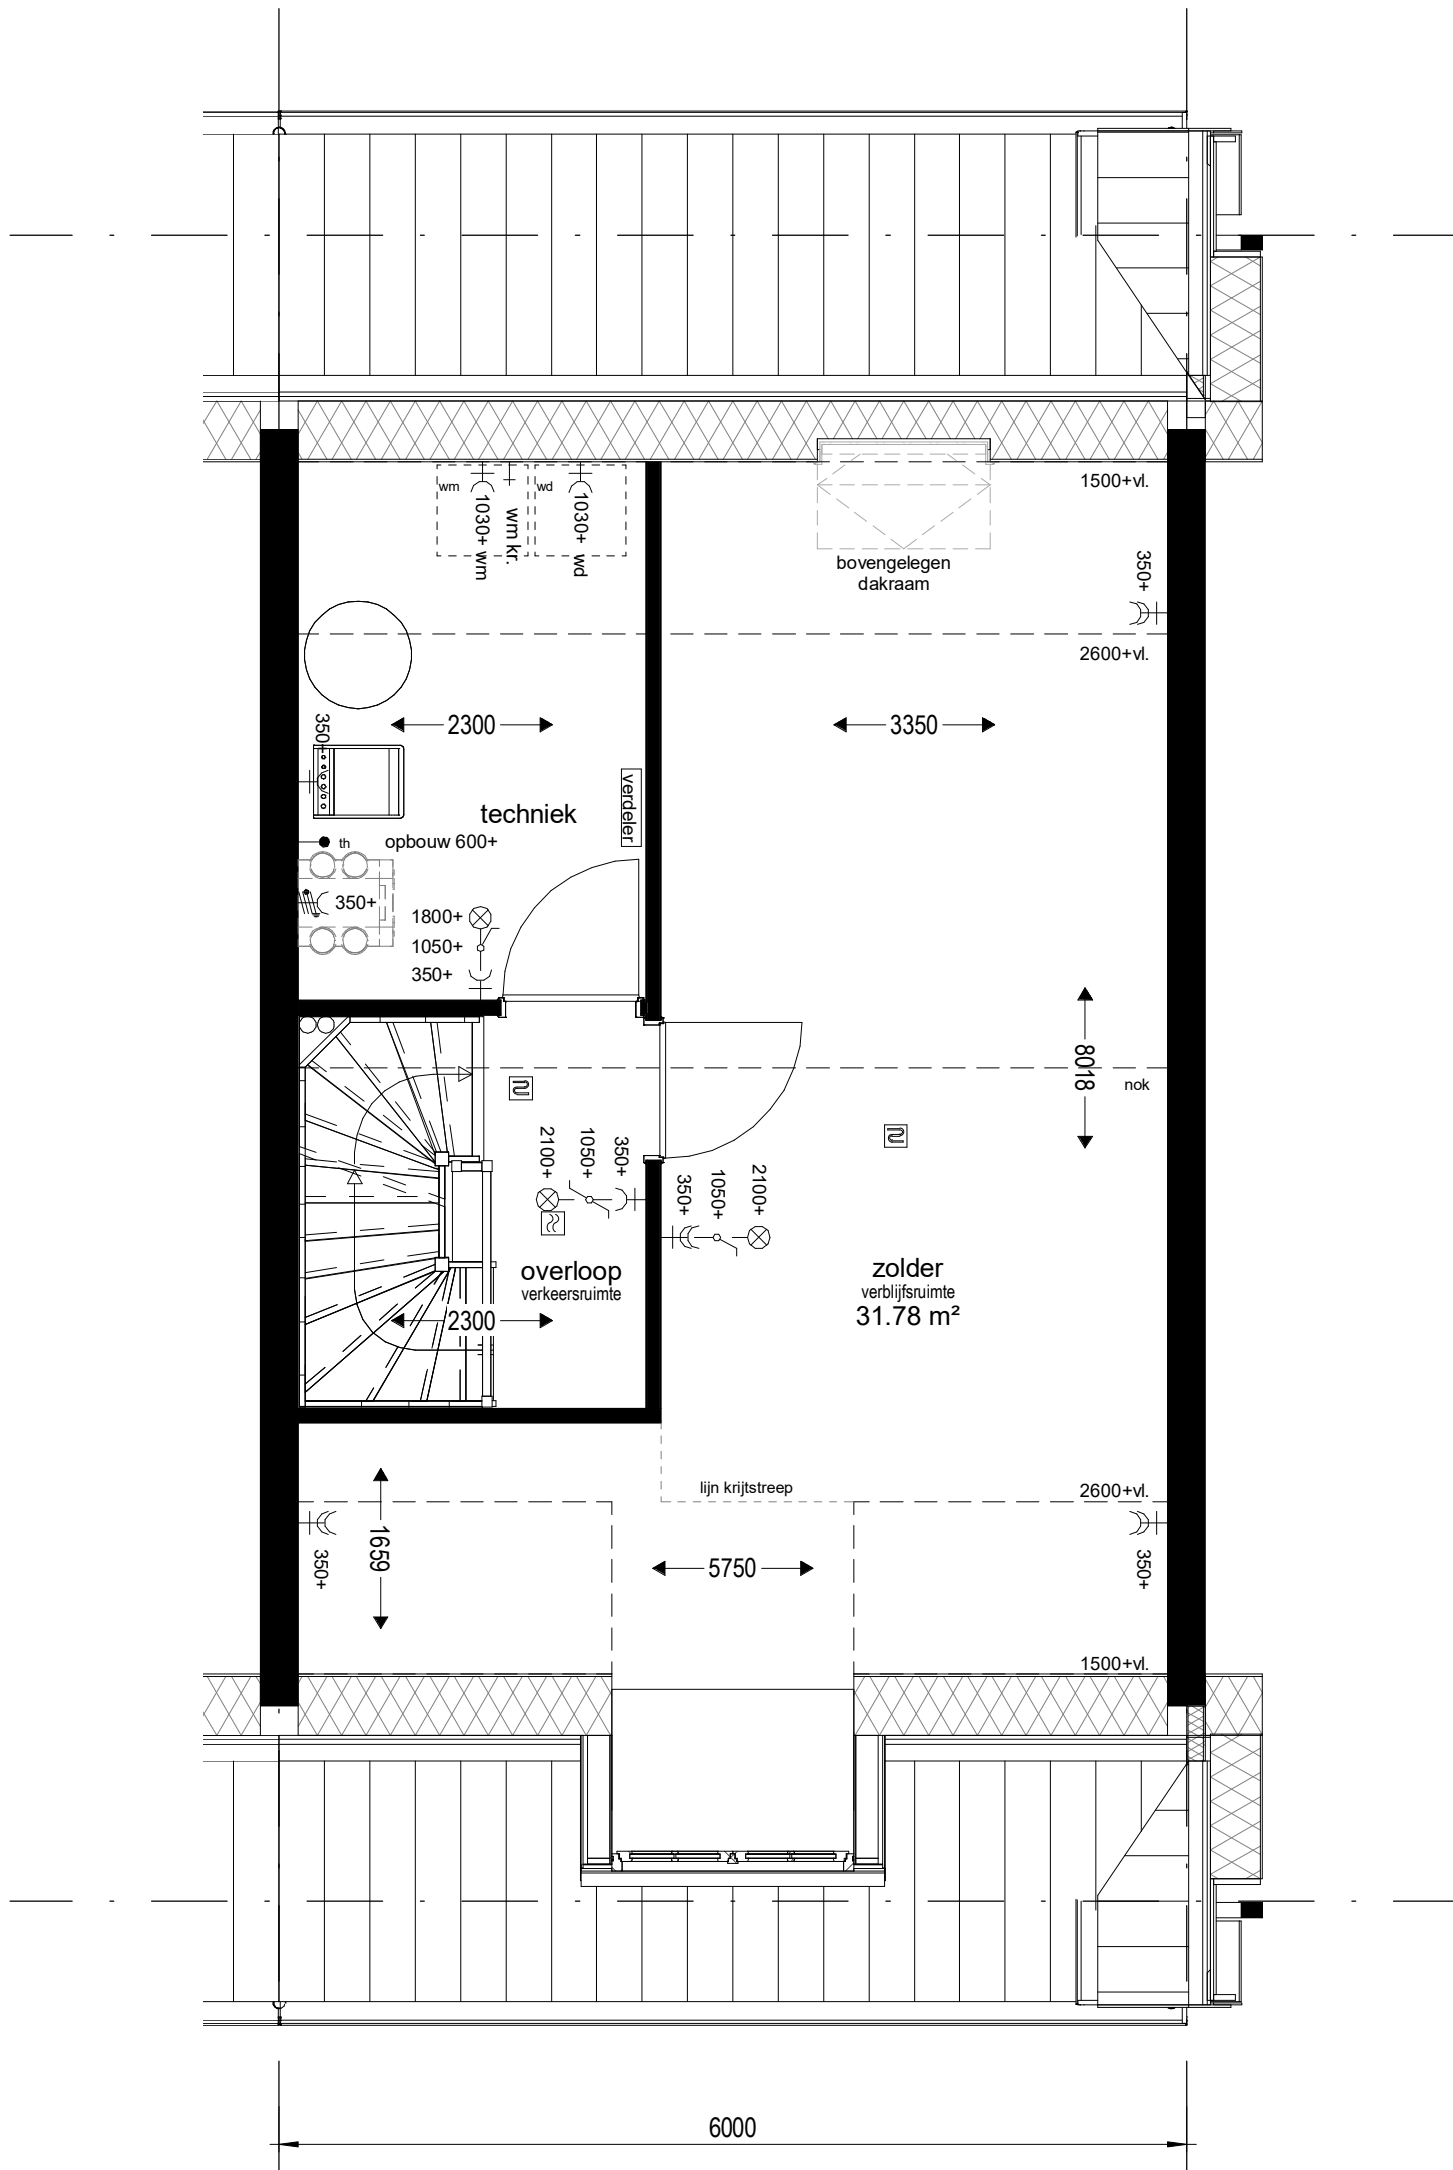 wm
wd
1500+vl.
1030+ wm
wm kr.
1030+ wd
bovengelegen
dakraam
350+
2600+vl.
350+
2300
3350
verdeler
techniek
th
opbouw 600+
350+
1800+
1050+
350+
8018
nok
2100+
1050+
350+
350+
1050+
2100+
overloop
verkeersruimte
zolder
verblijfsruimte
31.78 m²
2300
lijn krijtstreep
2600+vl.
1659
350+
5750
350+
1500+vl.
6000